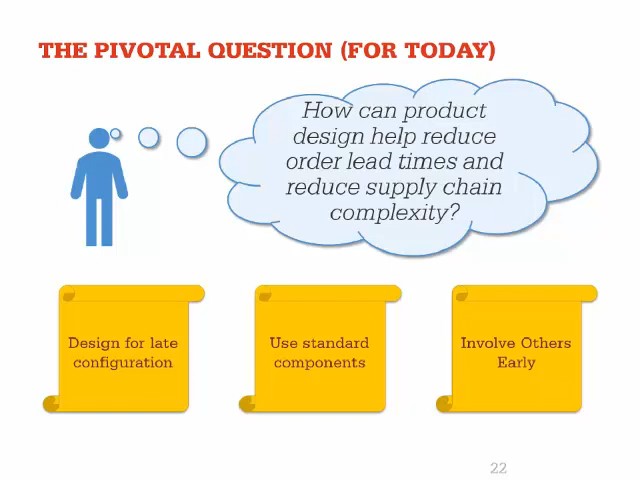 THE PIVOTAL QUESTION (FOR TODAY)
How can product
design help reduce
order lead times and
reduce supply chain
complexity?
Design for late
configuration
Use standard
components
Involve Others
Early
22